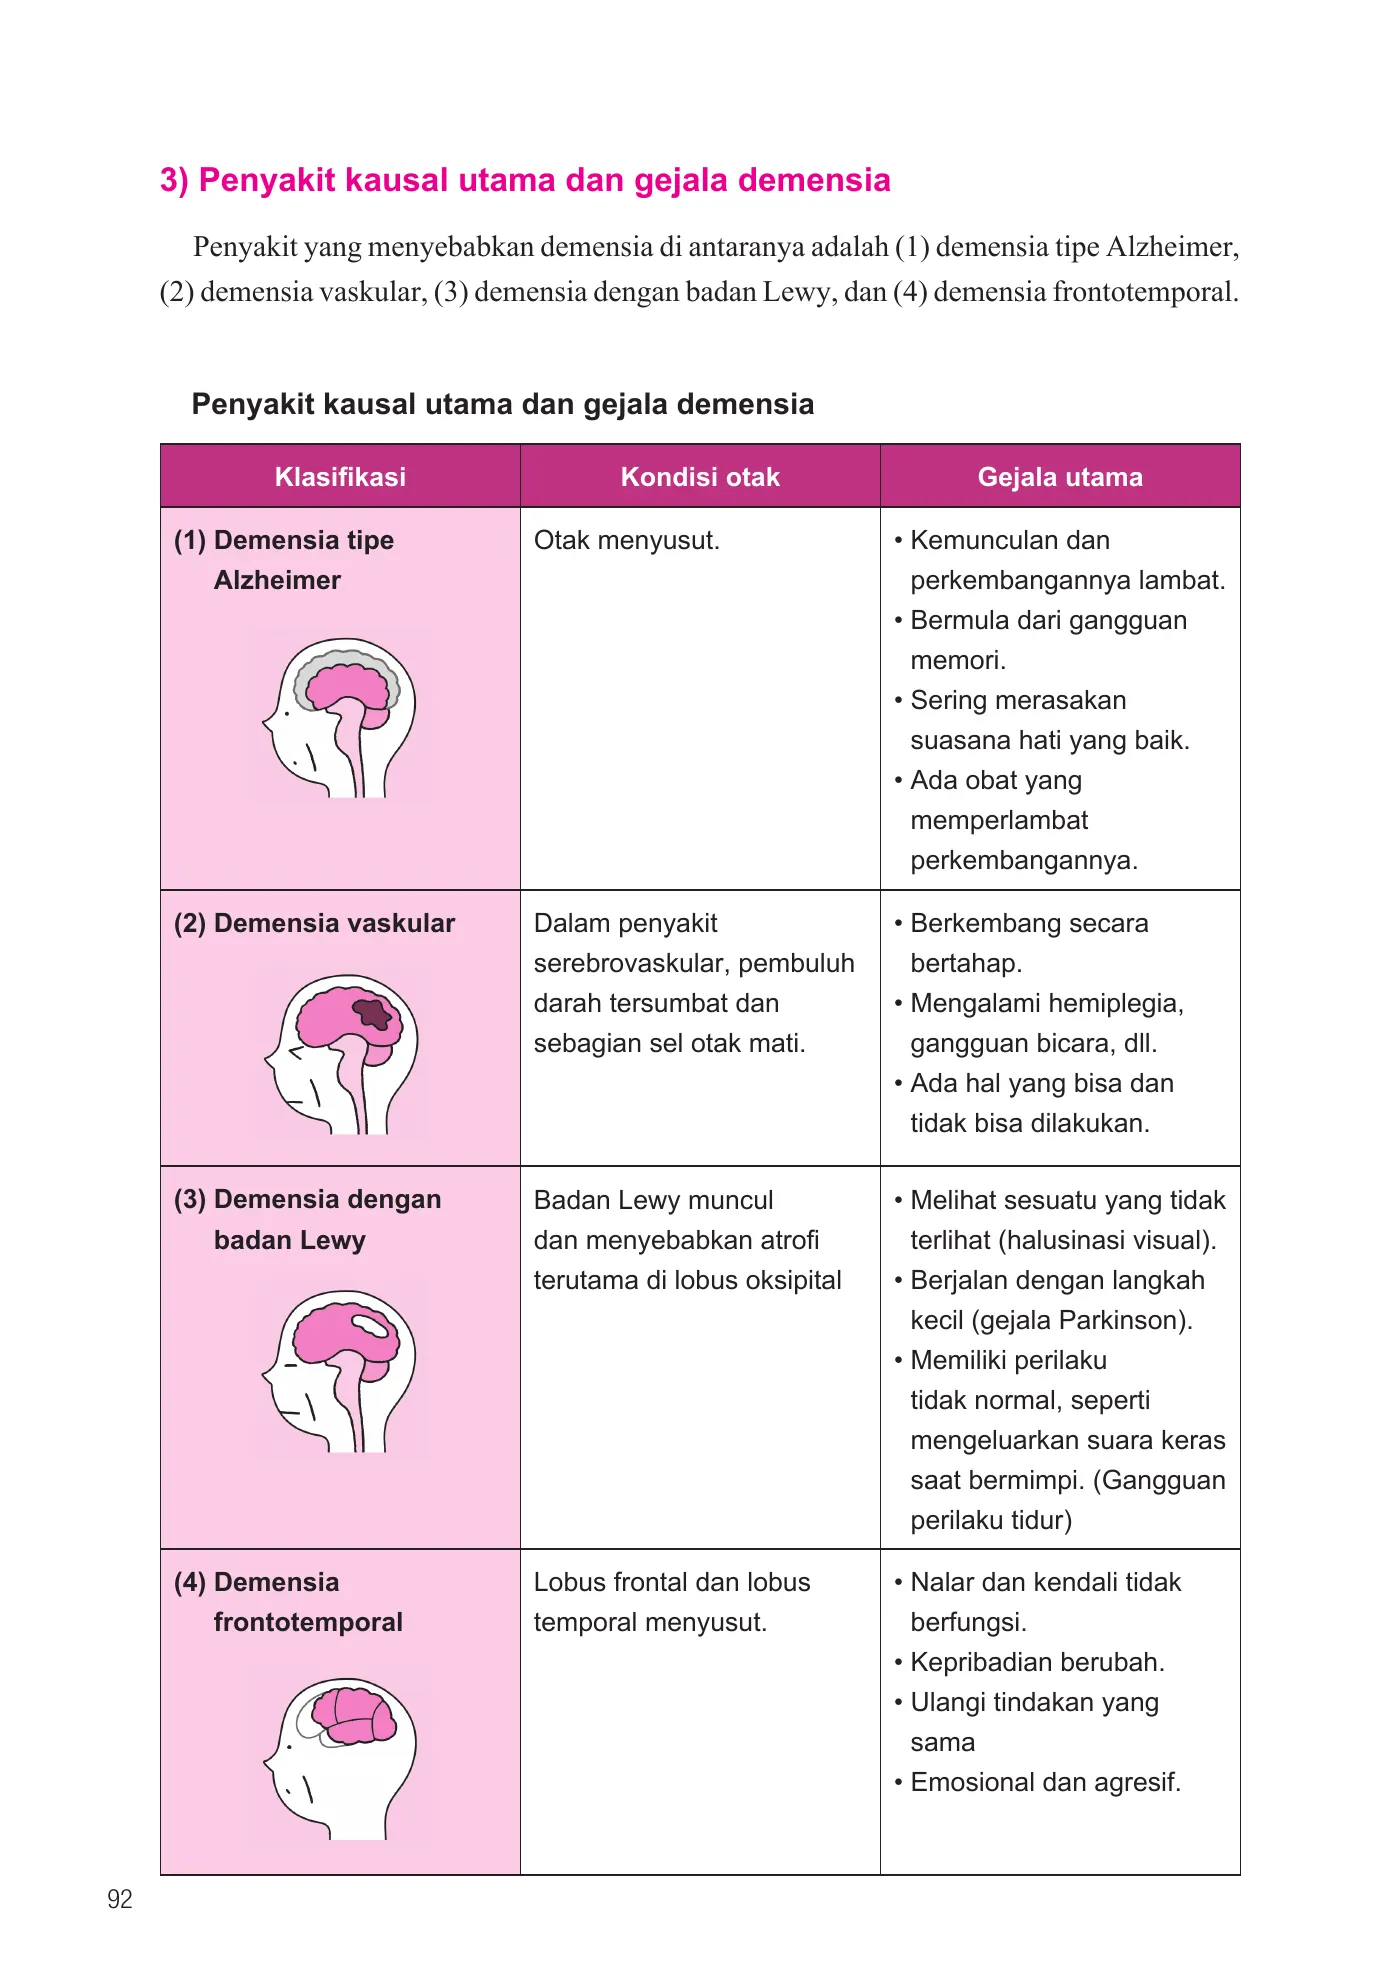 3) Penyakit kausal utama dan gejala demensia
Penyakit yang menyebabkan demensia di antaranya adalah (1) demensia tipe Alzheimer,
(2) demensia vaskular, (3) demensia dengan badan Lewy, dan (4) demensia frontotemporal.
Penyakit kausal utama dan gejala demensia
Klasifikasi
Kondisi otak
Gejala utama
(1) Demensia tipe
Alzheimer
Otak menyusut.
• Kemunculan dan
perkembangannya lambat.
• Bermula dari gangguan
memori.
• Sering merasakan
suasana hati yang baik.
• Ada obat yang
memperlambat
perkembangannya.
(2) Demensia vaskular
Dalam penyakit
serebrovaskular, pembuluh
darah tersumbat dan
sebagian sel otak mati.
• Berkembang secara
bertahap.
• Mengalami hemiplegia,
gangguan bicara, dll.
• Ada hal yang bisa dan
tidak bisa dilakukan.
(3) Demensia dengan
badan Lewy
Badan Lewy muncul
dan menyebabkan atrofi
terutama di lobus oksipital
• Melihat sesuatu yang tidak
terlihat (halusinasi visual).
• Berjalan dengan langkah
kecil (gejala Parkinson).
• Memiliki perilaku
tidak normal, seperti
mengeluarkan suara keras
saat bermimpi. (Gangguan
perilaku tidur)
(4) Demensia
frontotemporal
Lobus frontal dan lobus
temporal menyusut.
• Nalar dan kendali tidak
berfungsi.
• Kepribadian berubah.
• Ulangi tindakan yang
sama
• Emosional dan agresif.
92